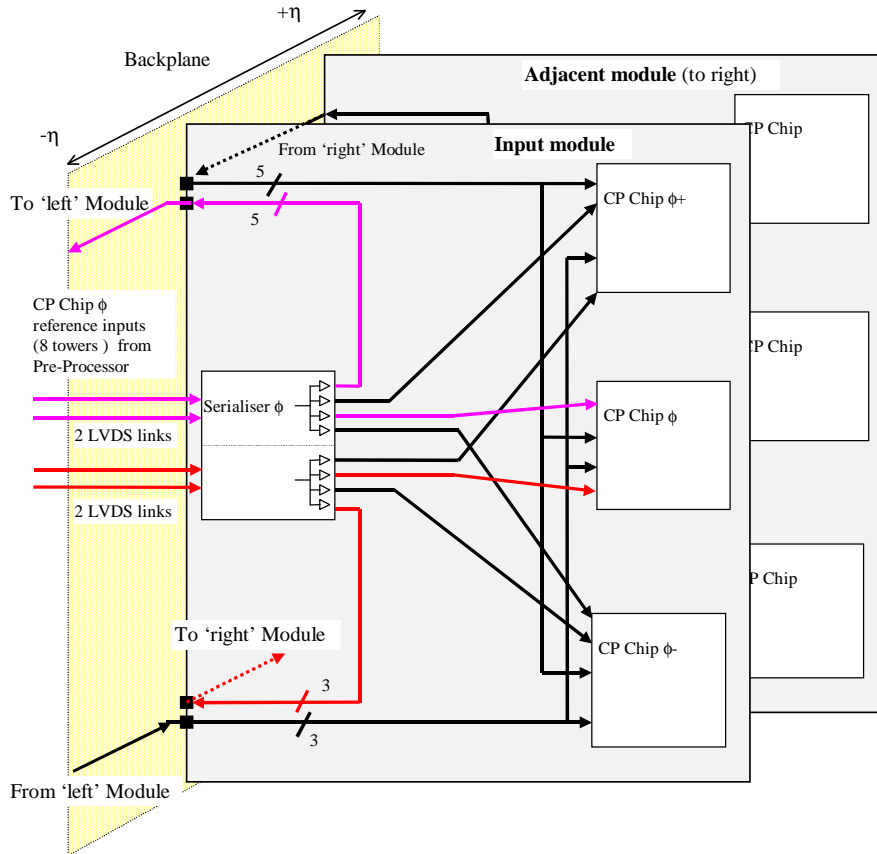 +η
Backplane
-η
Adjacent module (to right)
CP Chip
From ‘right’ Module
Input module
5
CP Chip φ+
To ‘left’ Module
5
CP Chip φ
reference inputs
(8 towers ) from
Pre-Processor
CP Chip
Serialiser φ
CP Chip φ
2 LVDS links
2 LVDS links
CP Chip
To ‘right’ Module
CP Chip φ-
3
3
From ‘left’ Module